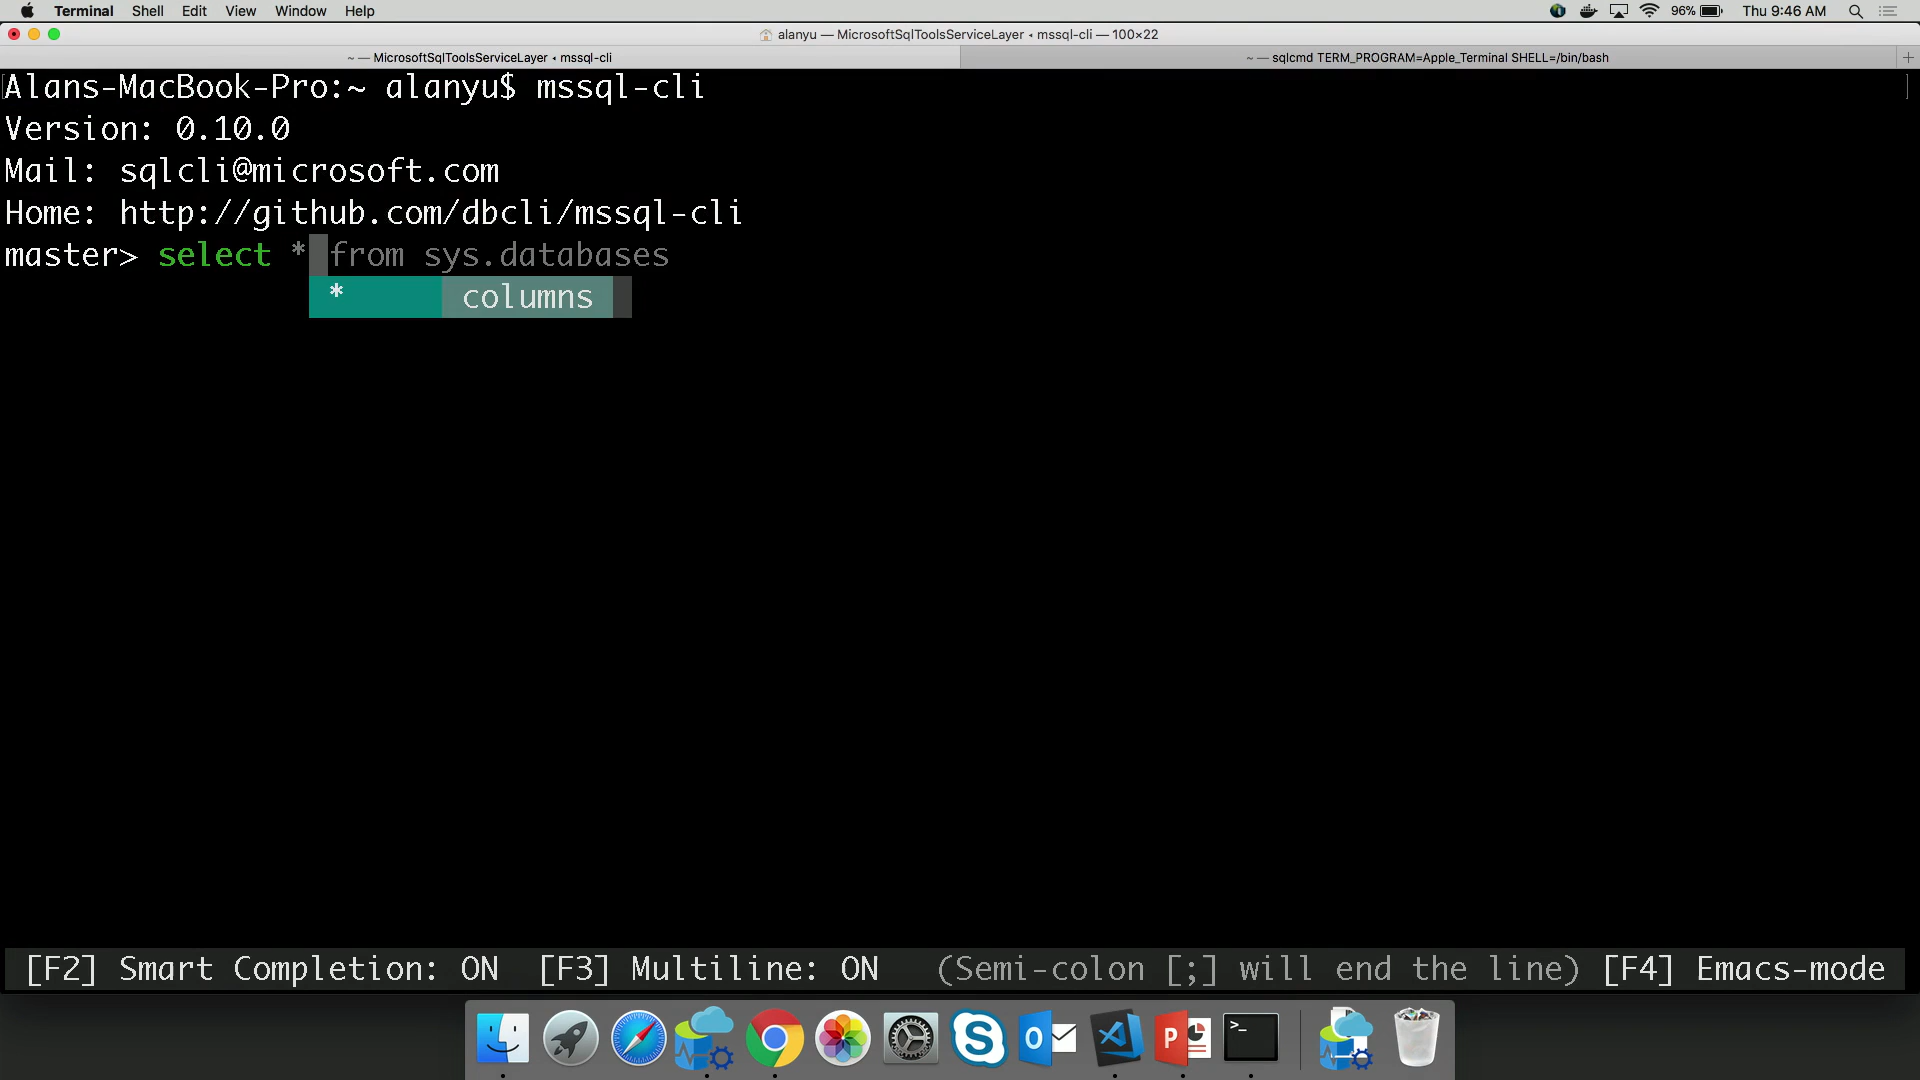 Terminal Shell Edit View Window Help 96% Thu 9:46 AM
alanyu — MicrosoftSqlToolsServiceLayer ◂ mssql-cli — 100×22
~ — MicrosoftSqlToolsServiceLayer ◂ mssql-cli ~ — sqlcmd TERM_PROGRAM=Apple_Terminal SHELL=/bin/bash +
Alans-MacBook-Pro:~ alanyu$ mssql-cli
Version: 0.10.0
Mail: sqlcli@microsoft.com
Home: http://github.com/dbcli/mssql-cli
master> select * from sys.databases
* columns
[F2] Smart Completion: ON [F3] Multiline: ON (Semi-colon [;] will end the line) [F4] Emacs-mode